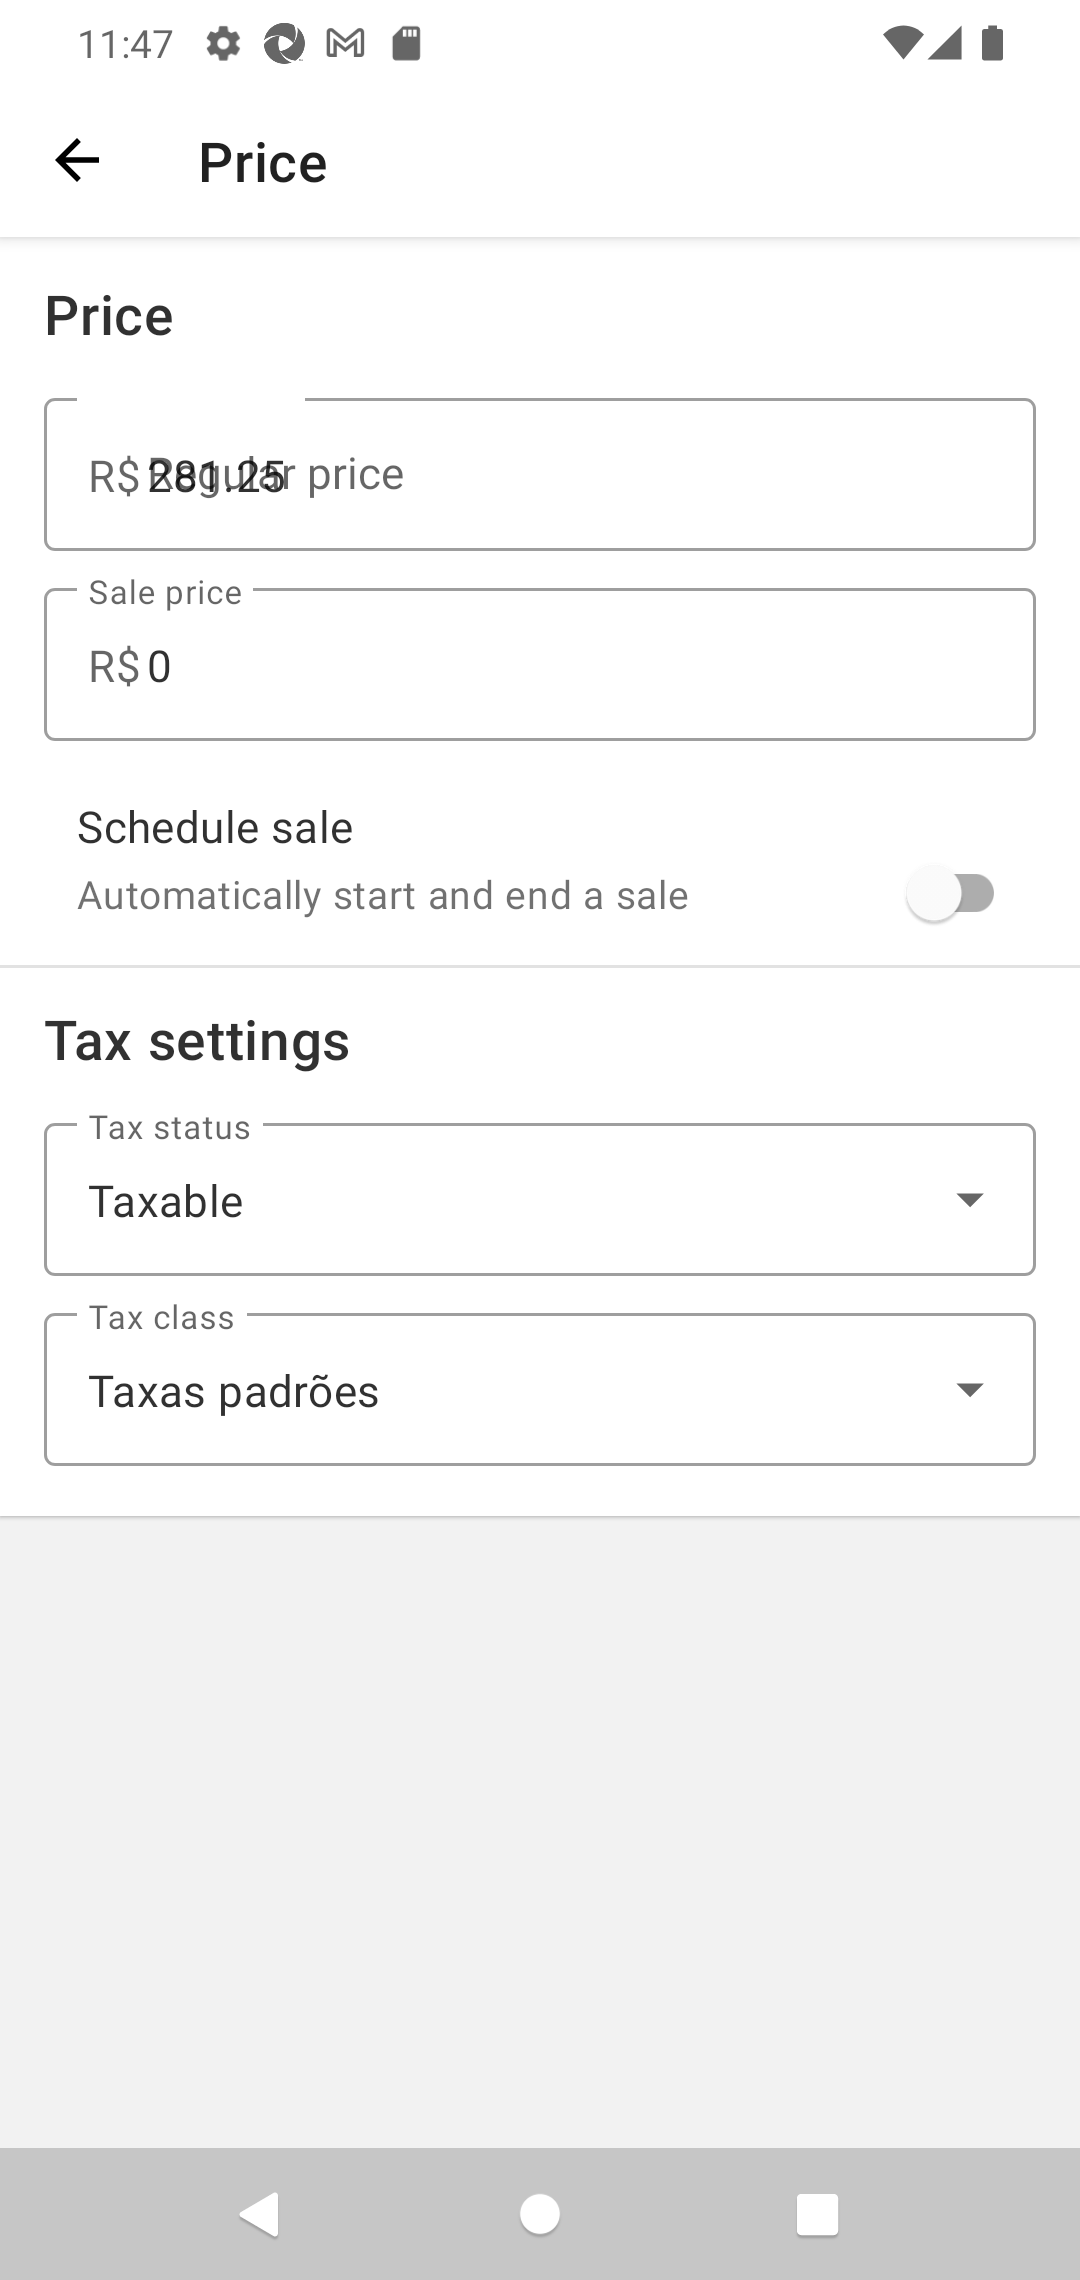 11:47
Price
Price
R$ 281.25
Regular price
Sale price
R$ 0
Schedule sale
Automatically start and end a sale
Tax settings
Tax status
Taxable
Tax class
Taxas padrões